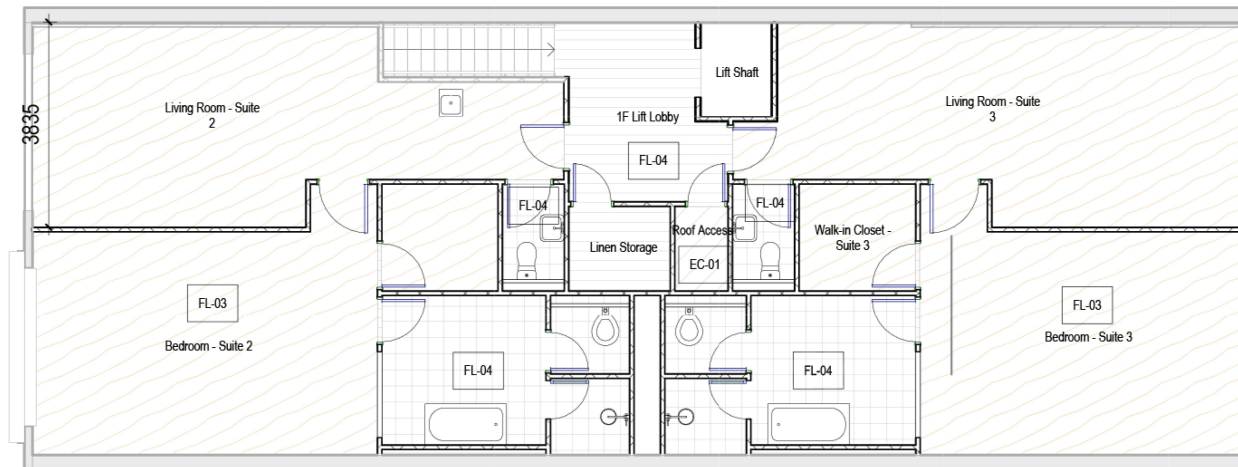 3835
Living Room - Suite
2
1F Lift Lobby
Lift Shaft
Living Room - Suite
3
FL-04
FL-04
FL-04
Linen Storage
Roof Access
EC-01
Walk-in Closet -
Suite 3
FL-03
Bedroom - Suite 2
FL-03
Bedroom - Suite 3
FL-04
FL-04